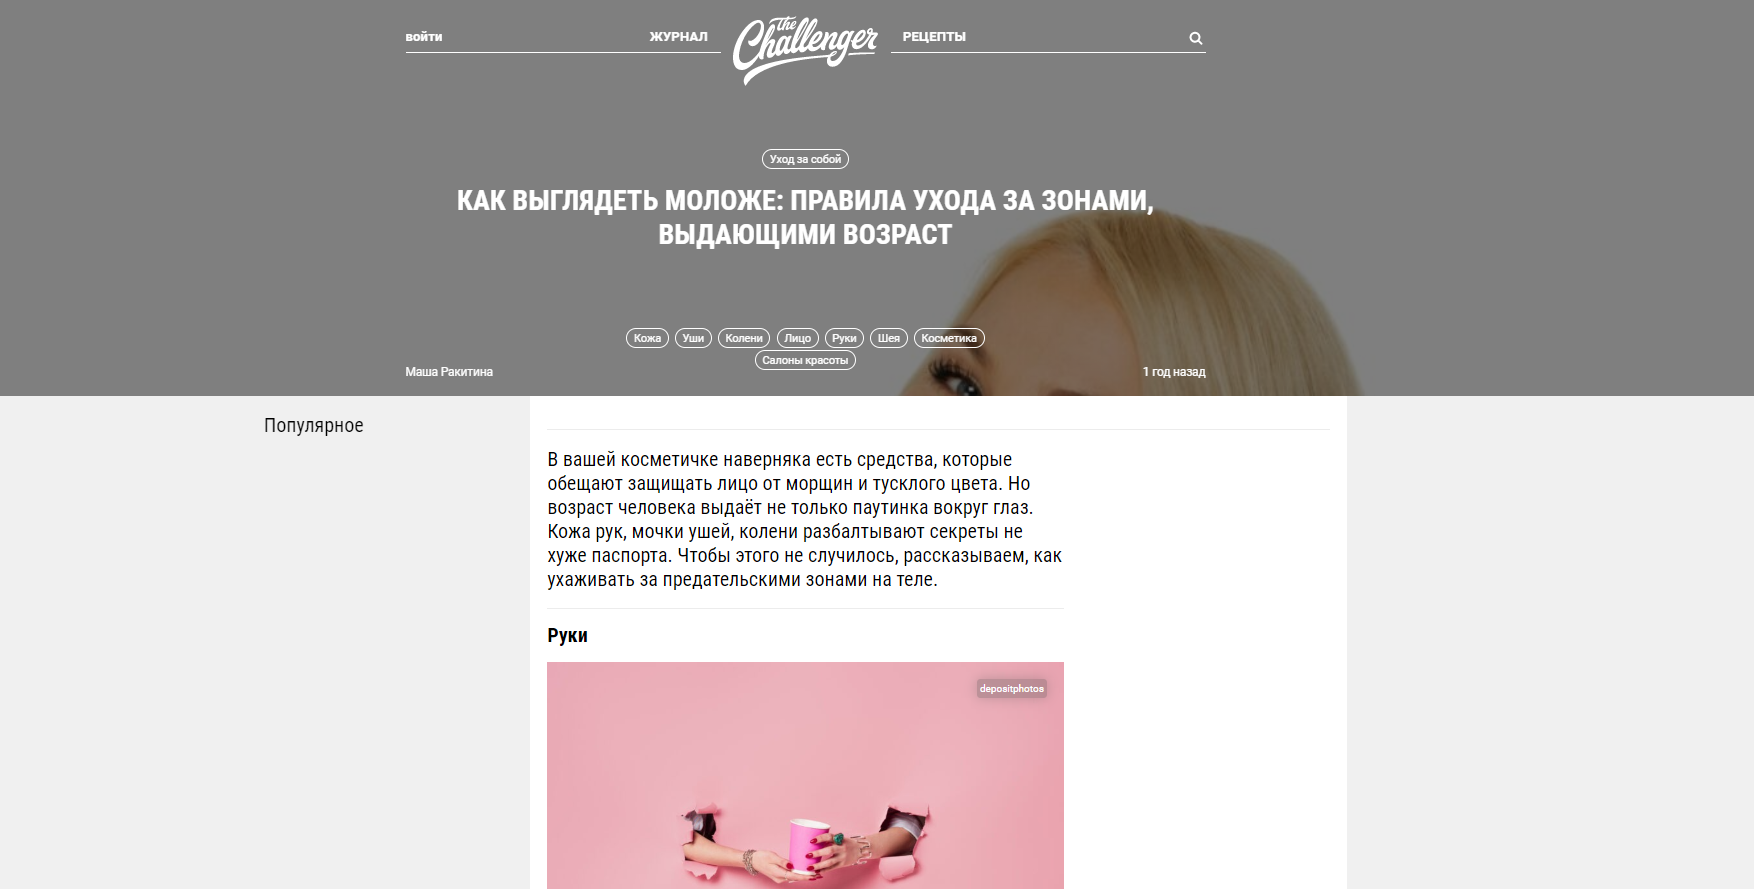 войти
ЖУРНАЛ
The Challenger
РЕЦЕПТЫ
Уход за собой
КАК ВЫГЛЯДЕТЬ МОЛОЖЕ: ПРАВИЛА УХОДА ЗА ЗОНАМИ,
ВЫДАЮЩИМИ ВОЗРАСТ
Кожа Уши Колени Лицо Руки Шея Косметика
Салоны красоты
Маша Ракитина
1 год назад
Популярное
В вашей косметичке наверняка есть средства, которые
обещают защищать лицо от морщин и тусклого цвета. Но
возраст человека выдаёт не только паутинка вокруг глаз.
Кожа рук, мочки ушей, колени разбалтывают секреты не
хуже паспорта. Чтобы этого не случилось, рассказываем, как
ухаживать за предательскими зонами на теле.
Руки
depositphotos